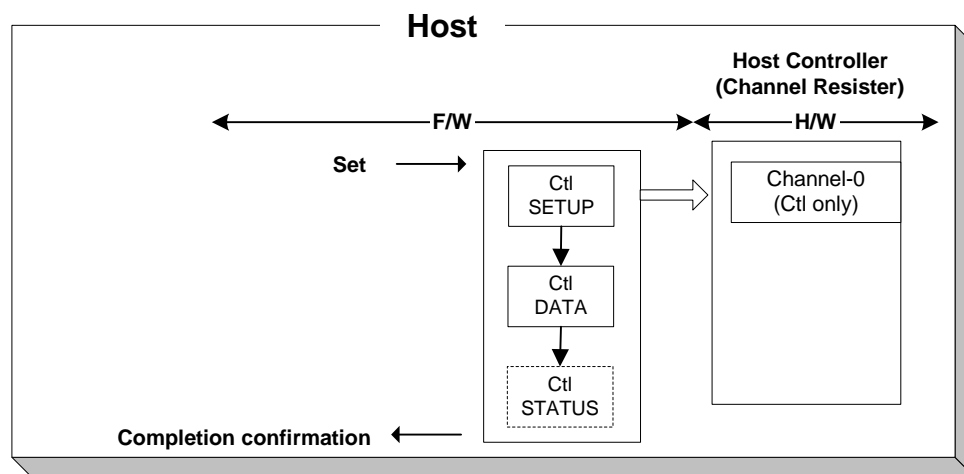 Host
Host Controller
(Channel Resister)
F/W
H/W
Set
Ctl
SETUP
Channel-0
(Ctl only)
Ctl
DATA
Ctl
STATUS
Completion confirmation